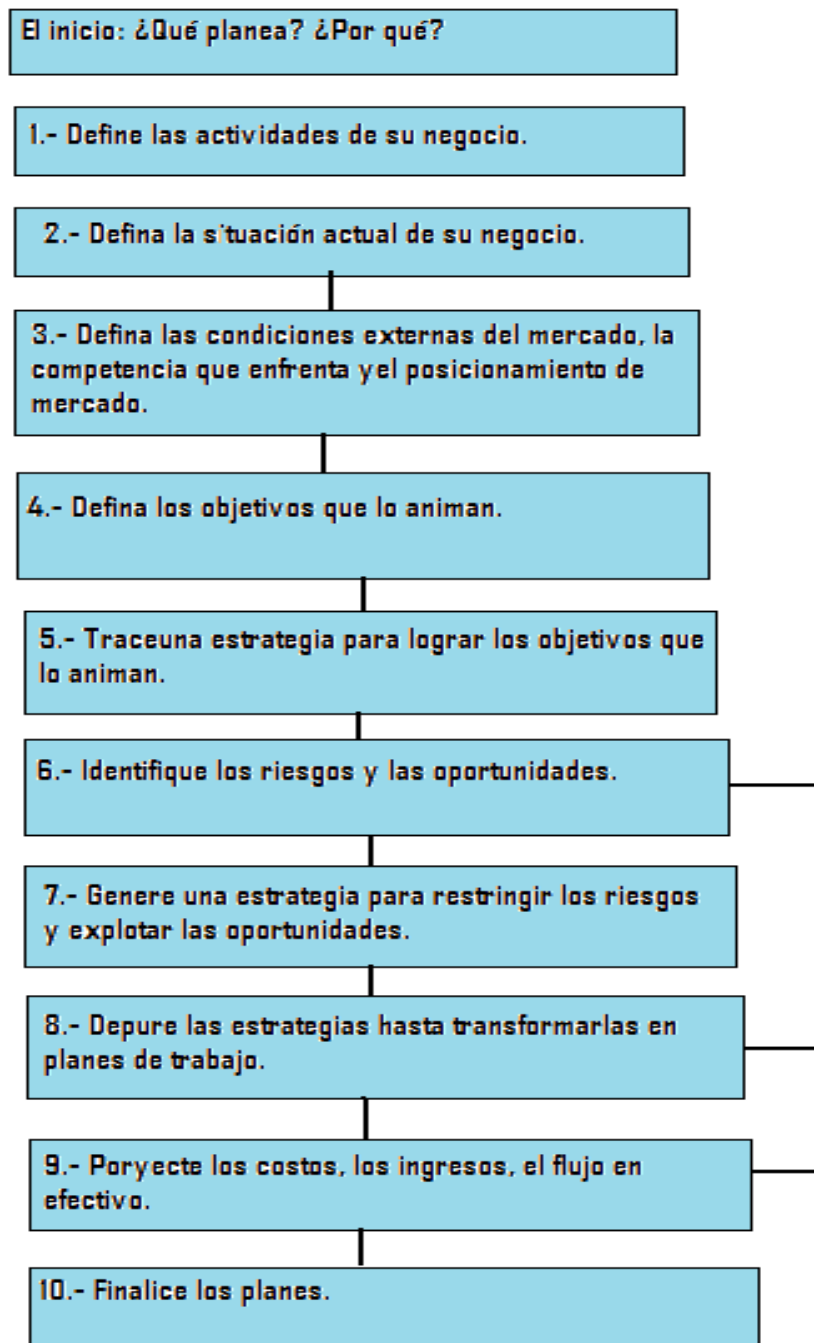 El inicio: ¿Qué planea? ¿Por qué?
1.- Define las actividades de su negocio.
2.- Defina la situación actual de su negocio.
3.- Defina las condiciones externas del mercado, la
competencia que enfrenta yel posicionamiento de
mercado.
4.- Defina los objetivos que lo animan.
5.- Traceuna estrategia para lograr los objetivos que
lo animan.
6.- Identifique los riesgos y las oportunidades.
7.- Genere una estrategia para restringir los riesgos
y explotar las oportunidades.
8.- Depure las estrategias hasta transformarlas en
planes de trabajo.
9.- Poryecte los costos, los ingresos, el flujo en
efectivo.
10.- Finalice los planes.